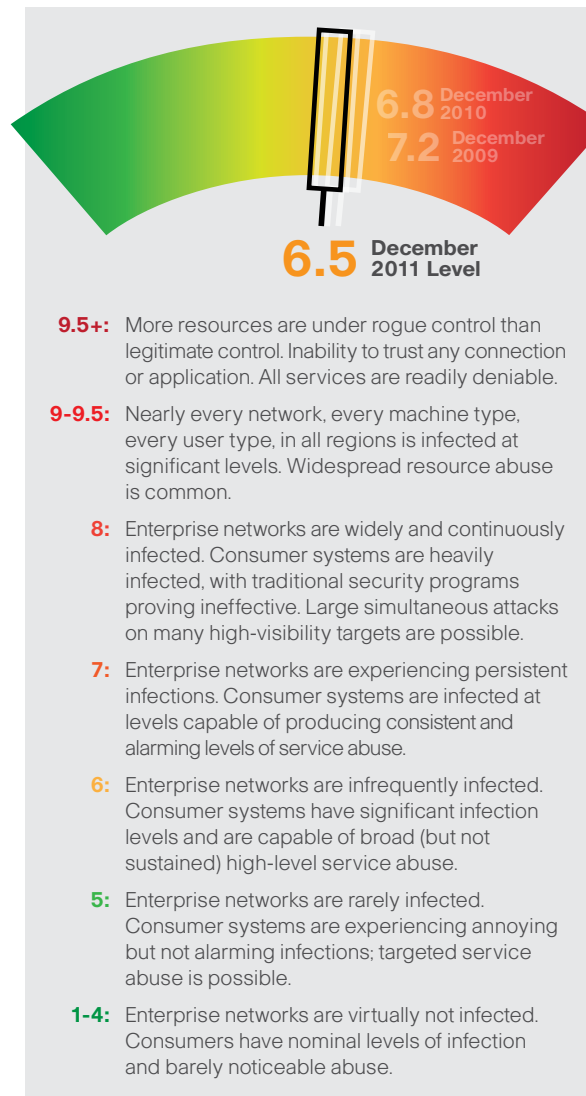 6.8 December
2010
7.2 December
2009
6.5 December
2011 Level
9.5+: More resources are under rogue control than
legitimate control. Inability to trust any connection
or application. All services are readily deniable.
9-9.5: Nearly every network, every machine type,
every user type, in all regions is infected at
significant levels. Widespread resource abuse
is common.
8: Enterprise networks are widely and continuously
infected. Consumer systems are heavily
infected, with traditional security programs
proving ineffective. Large simultaneous attacks
on many high-visibility targets are possible.
7: Enterprise networks are experiencing persistent
infections. Consumer systems are infected at
levels capable of producing consistent and
alarming levels of service abuse.
6: Enterprise networks are infrequently infected.
Consumer systems have significant infection
levels and are capable of broad (but not
sustained) high-level service abuse.
5: Enterprise networks are rarely infected.
Consumer systems are experiencing annoying
but not alarming infections; targeted service
abuse is possible.
1-4: Enterprise networks are virtually not infected.
Consumers have nominal levels of infection
and barely noticeable abuse.